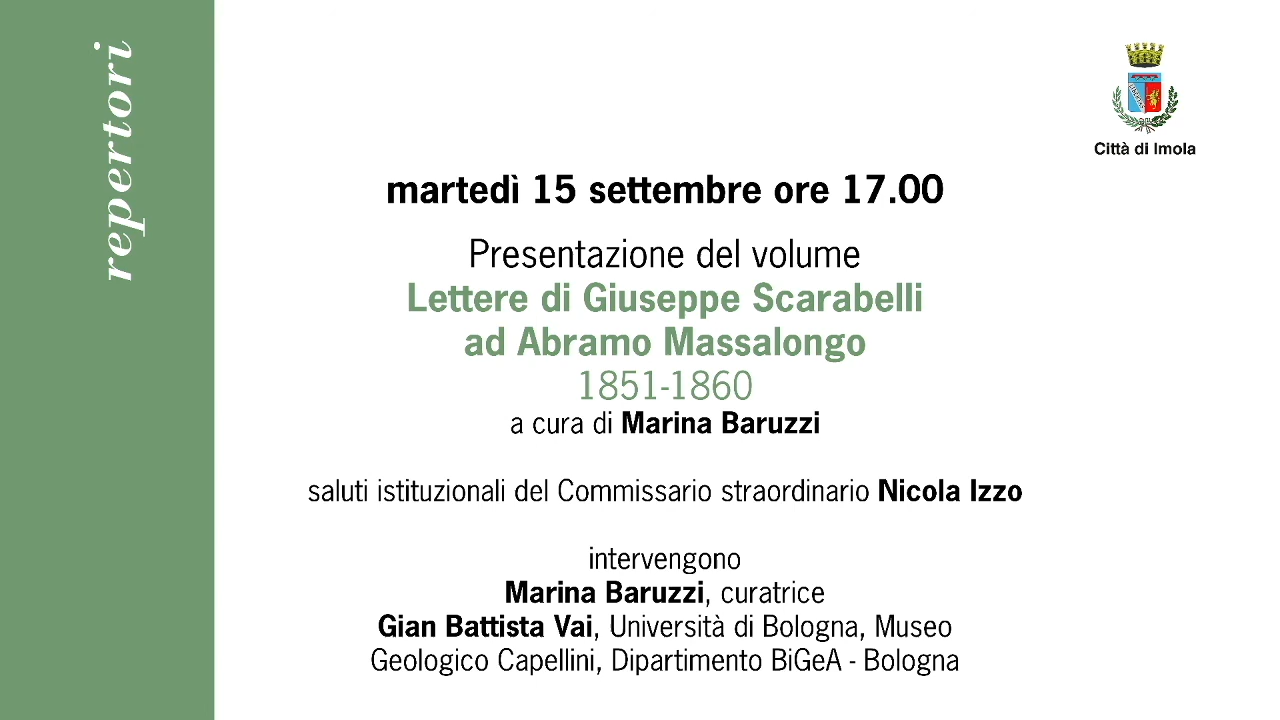 repertori
Città di Imola
martedì 15 settembre ore 17.00
Presentazione del volume
Lettere di Giuseppe Scarabelli
ad Abramo Massalongo
1851-1860
a cura di Marina Baruzzi
saluti istituzionali del Commissario straordinario Nicola Izzo
intervengono
Marina Baruzzi, curatrice
Gian Battista Vai, Università di Bologna, Museo
Geologico Capellini, Dipartimento BiGeA - Bologna